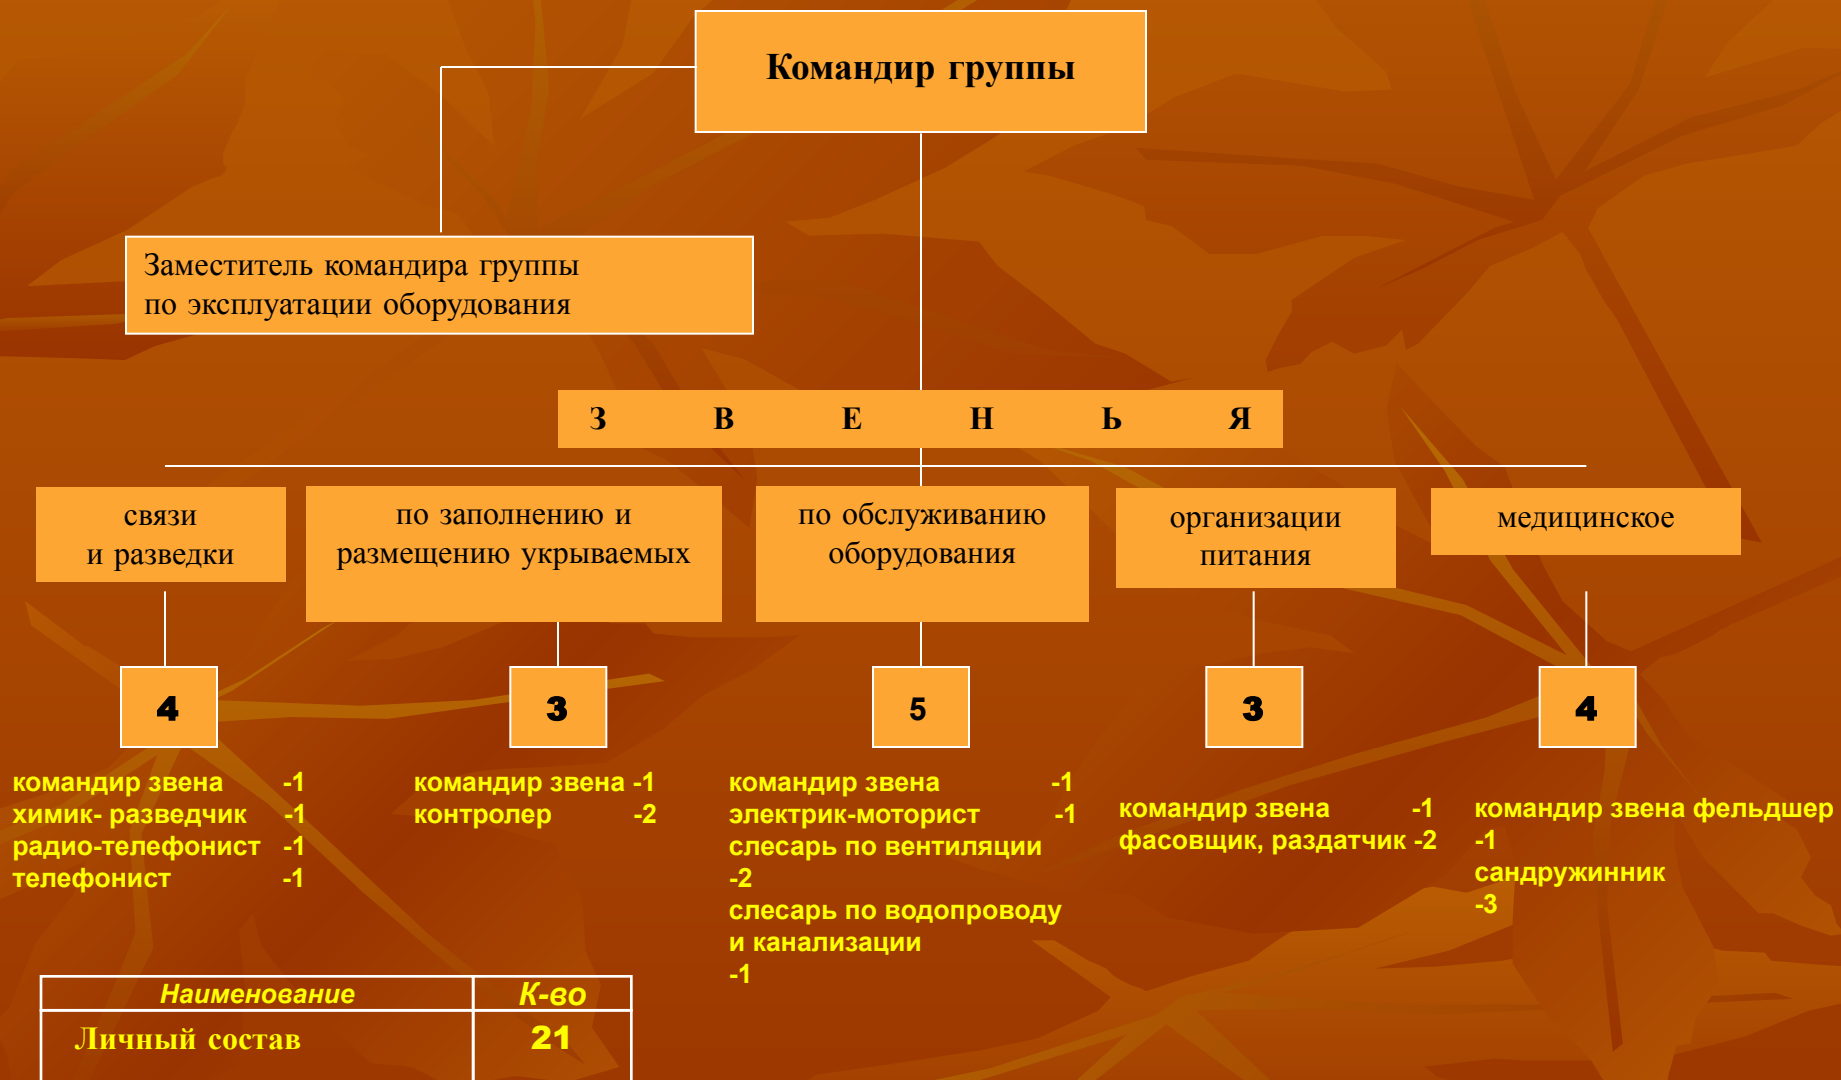 Командир группы
Заместитель командира группы
по эксплуатации оборудования
З В Е Н Ь Я
связи
и разведки
по заполнению и
размещению укрываемых
по обслуживанию
оборудования
организации
питания
медицинское
4
3
5
3
4
командир звена -1
химик- разведчик -1
радио-телефонист -1
телефонист -1
командир звена -1
контролер -2
командир звена -1
электрик-моторист -1
слесарь по вентиляции
-2
слесарь по водопроводу
и канализации
-1
командир звена -1
фасовщик, раздатчик -2
командир звена фельдшер
-1
сандружинник
-3
Наименование К-во
Личный состав 21